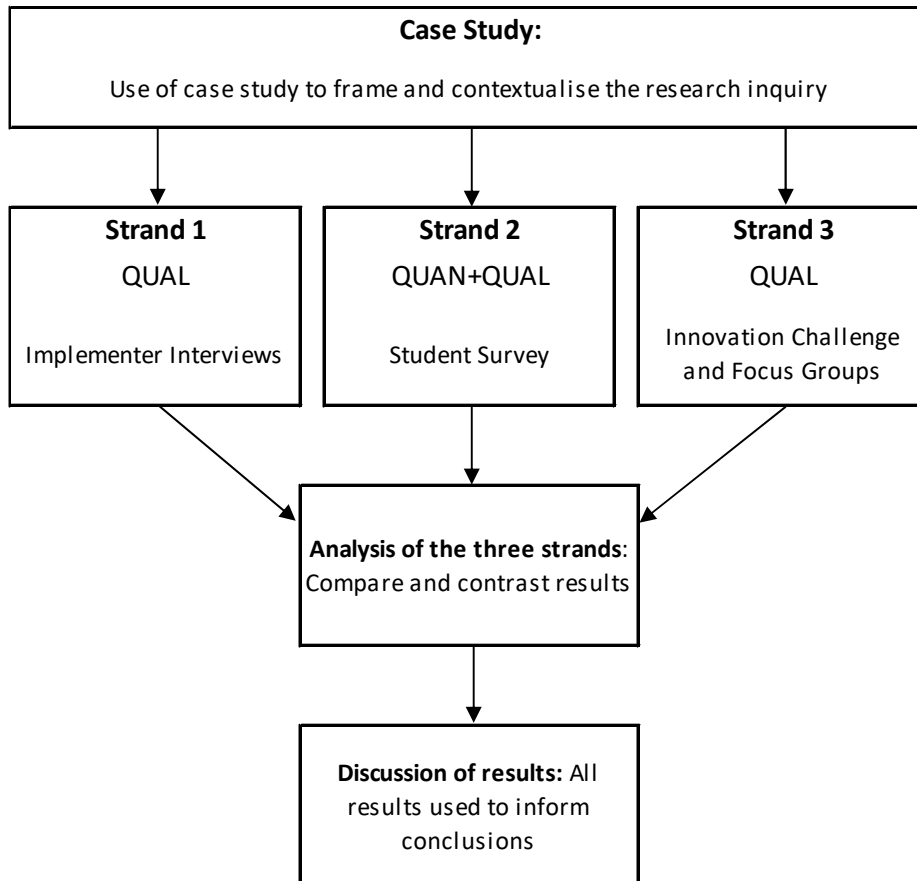 Case Study:
Use of case study to frame and contextualise the research inquiry
Strand 1
QUAL
Implementer Interviews
Strand 2
QUAN+QUAL
Student Survey
Strand 3
QUAL
Innovation Challenge
and Focus Groups
Analysis of the three strands:
Compare and contrast results
Discussion of results: All
results used to inform
conclusions